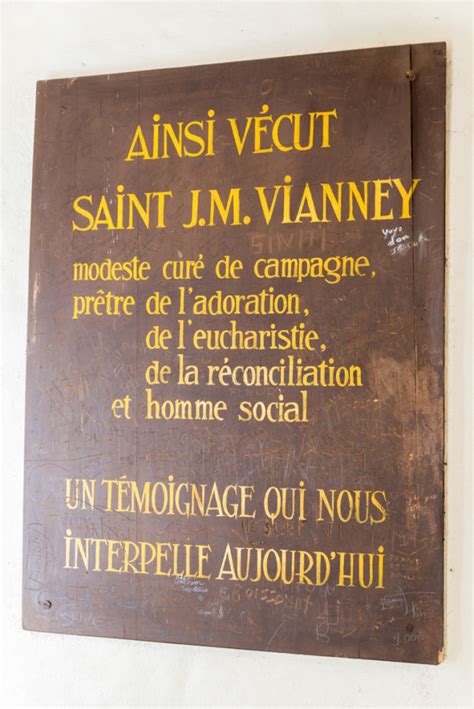 AINSI VÉCUT
SAINT J.M. VIANNEY
modeste curé de campagne,
prêtre de l'adoration,
de l'eucharistie,
de la réconciliation
et homme social
UN TÉMOIGNAGE QUI NOUS
INTERPELLE AUJOURD'HUI